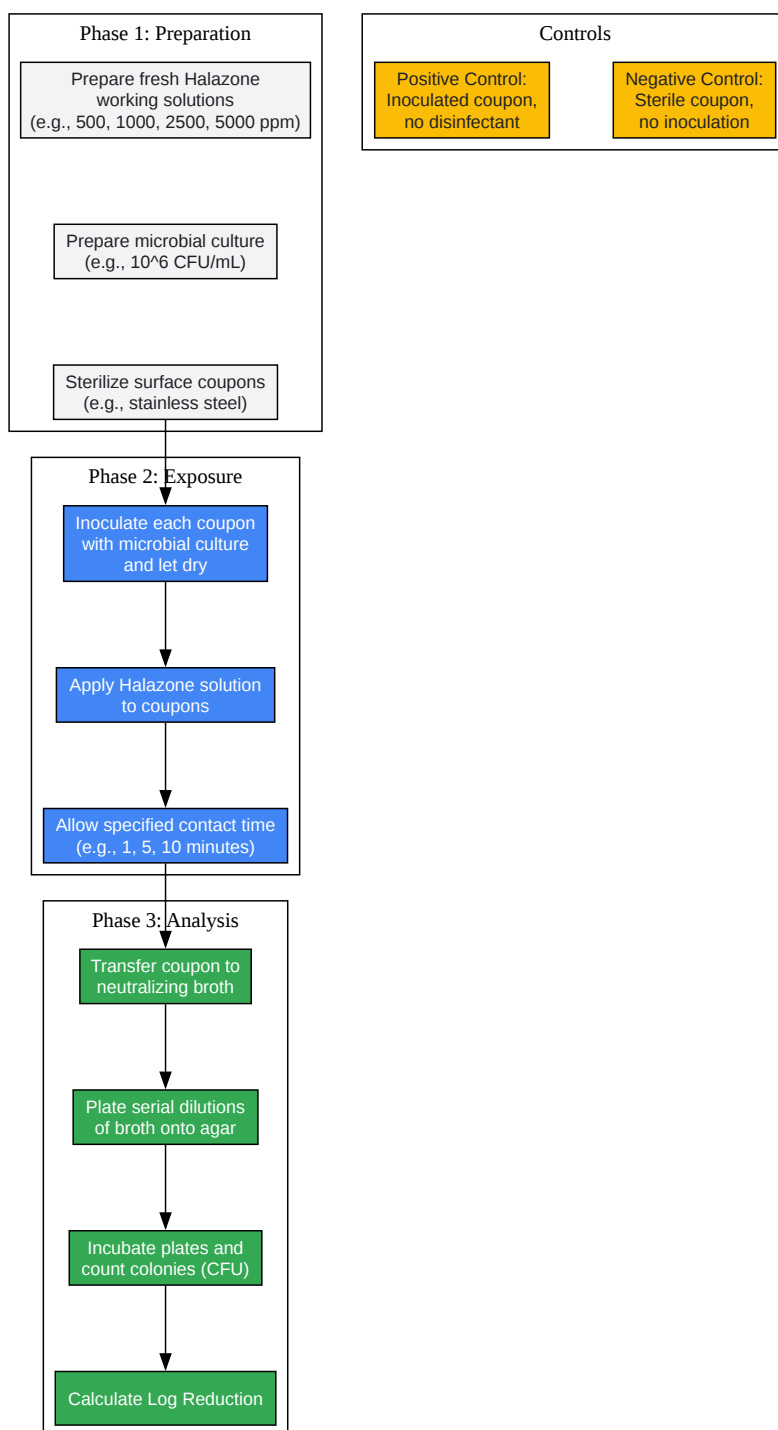 Phase 1: Preparation
Prepare fresh Halazone
working solutions
(e.g., 500, 1000, 2500, 5000 ppm)
Prepare microbial culture
(e.g., 10^6 CFU/mL)
Sterilize surface coupons
(e.g., stainless steel)
Controls
Positive Control:
Inoculated coupon,
no disinfectant
Negative Control:
Sterile coupon,
no inoculation
Phase 2: Exposure
Inoculate each coupon
with microbial culture
and let dry
Apply Halazone solution
to coupons
Allow specified contact time
(e.g., 1, 5, 10 minutes)
Phase 3: Analysis
Transfer coupon to
neutralizing broth
Plate serial dilutions
of broth onto agar
Incubate plates and
count colonies (CFU)
Calculate Log Reduction